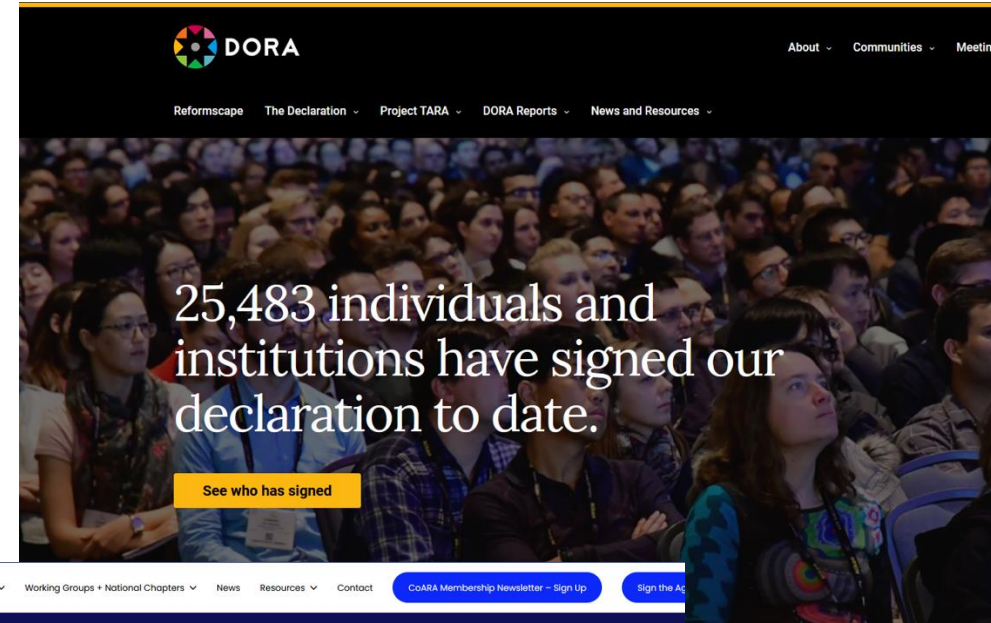 DORA
About
Communities
Reformscape
The Declaration
Project TARA
DORA Reports
News and Resources
25,483 individuals and
institutions have signed our
declaration to date.
See who has signed
Working Groups + National Chapters
News
Resources
Contact
CoARA Membership Newsletter – Sign Up
Sign the